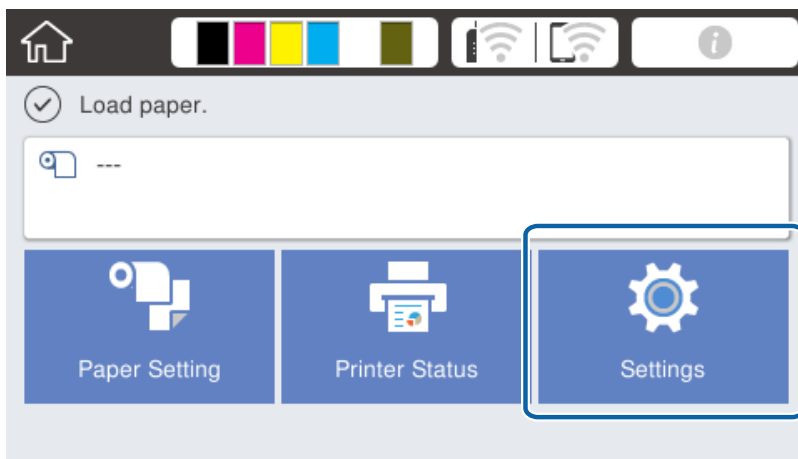 Load paper.
---
Paper Setting
Printer Status
Settings